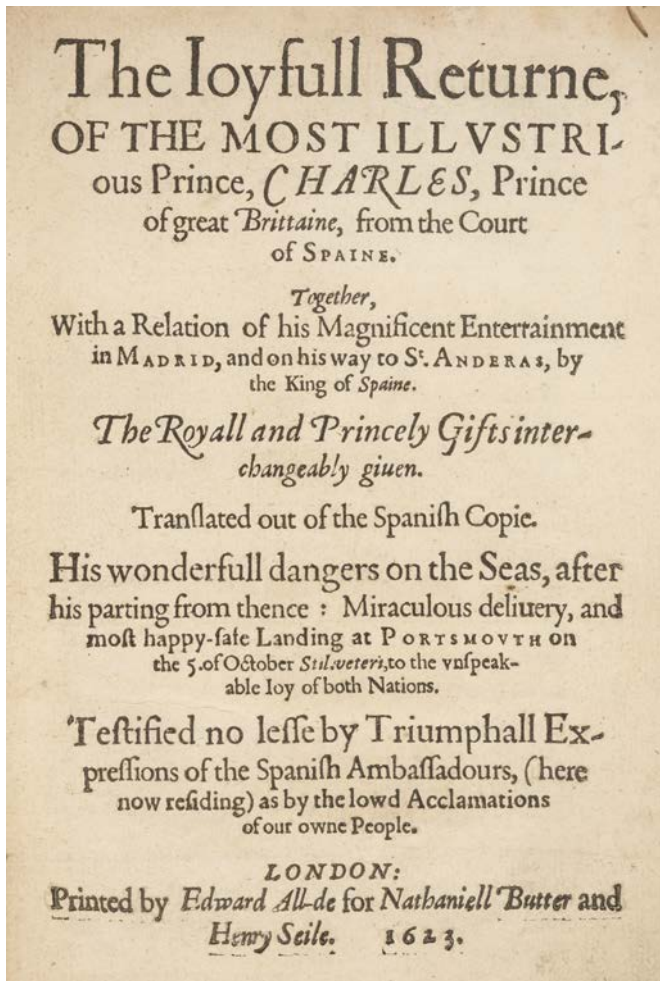 The Ioyfull Returne,
OF THE MOST ILLVSTRI-
ous Prince, CHARLES, Prince
of great Brittaine, from the Court
of SPAINE.
Together,
With a Relation of his Magnificent Entertainment
in MADRID, and on his way to St. ANDERAS, by
the King of Spaine.
The Royall and Princely Gifts inter-
changeably giuen.
Tranſlated out of the Spaniſh Copie.
His wonderfull dangers on the Seas, after
his parting from thence : Miraculous deliuery, and
moſt happy-ſafe Landing at PORTSMOVTH on
the 5.of October Stil.veteri,to the vnſpeak-
able Ioy of both Nations.
Teſtified no leſſe by Triumphall Ex-
preſſions of the Spaniſh Ambaſſadours, (here
now reſiding) as by the lowd Acclamations
of our owne People.
LONDON:
Printed by Edward All-de for Nathaniell Butter and
Henry Seile. 1623.